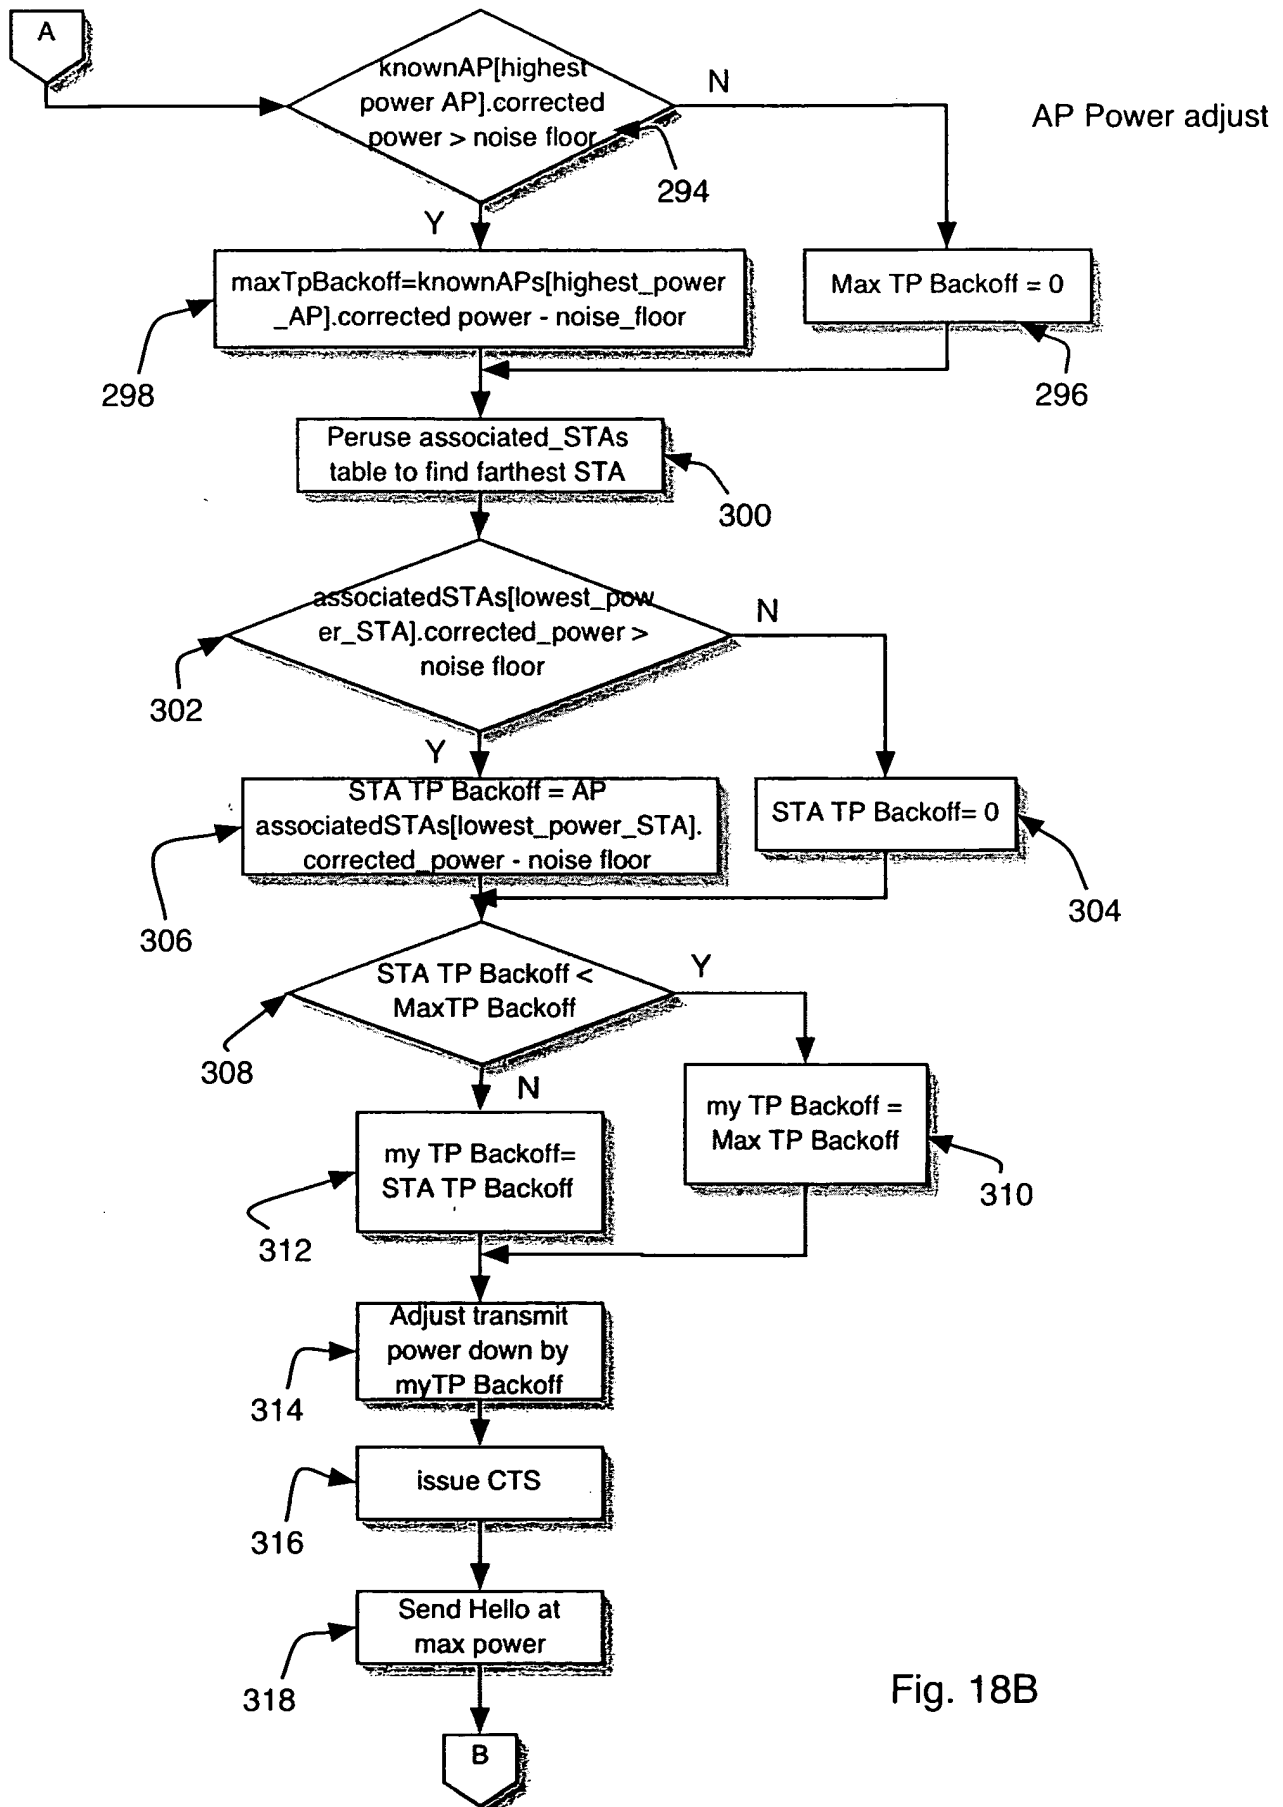 A
knownAP[highest
power AP].corrected
power > noise floor
N
AP Power adjust
294
Y
maxTpBackoff=knownAPs[highest_power
_AP].corrected power - noise_floor
Max TP Backoff = 0
298
296
Peruse associated_STAs
table to find farthest STA
300
associatedSTAs[lowest_pow
er_STA].corrected_power >
noise floor
N
302
Y
STA TP Backoff = AP
associatedSTAs[lowest_power_STA].
corrected_power - noise floor
STA TP Backoff= 0
306
304
STA TP Backoff <
MaxTP Backoff
Y
308
N
my TP Backoff =
Max TP Backoff
my TP Backoff=
STA TP Backoff
310
312
Adjust transmit
power down by
myTP Backoff
314
issue CTS
316
Send Hello at
max power
318
Fig. 18B
B